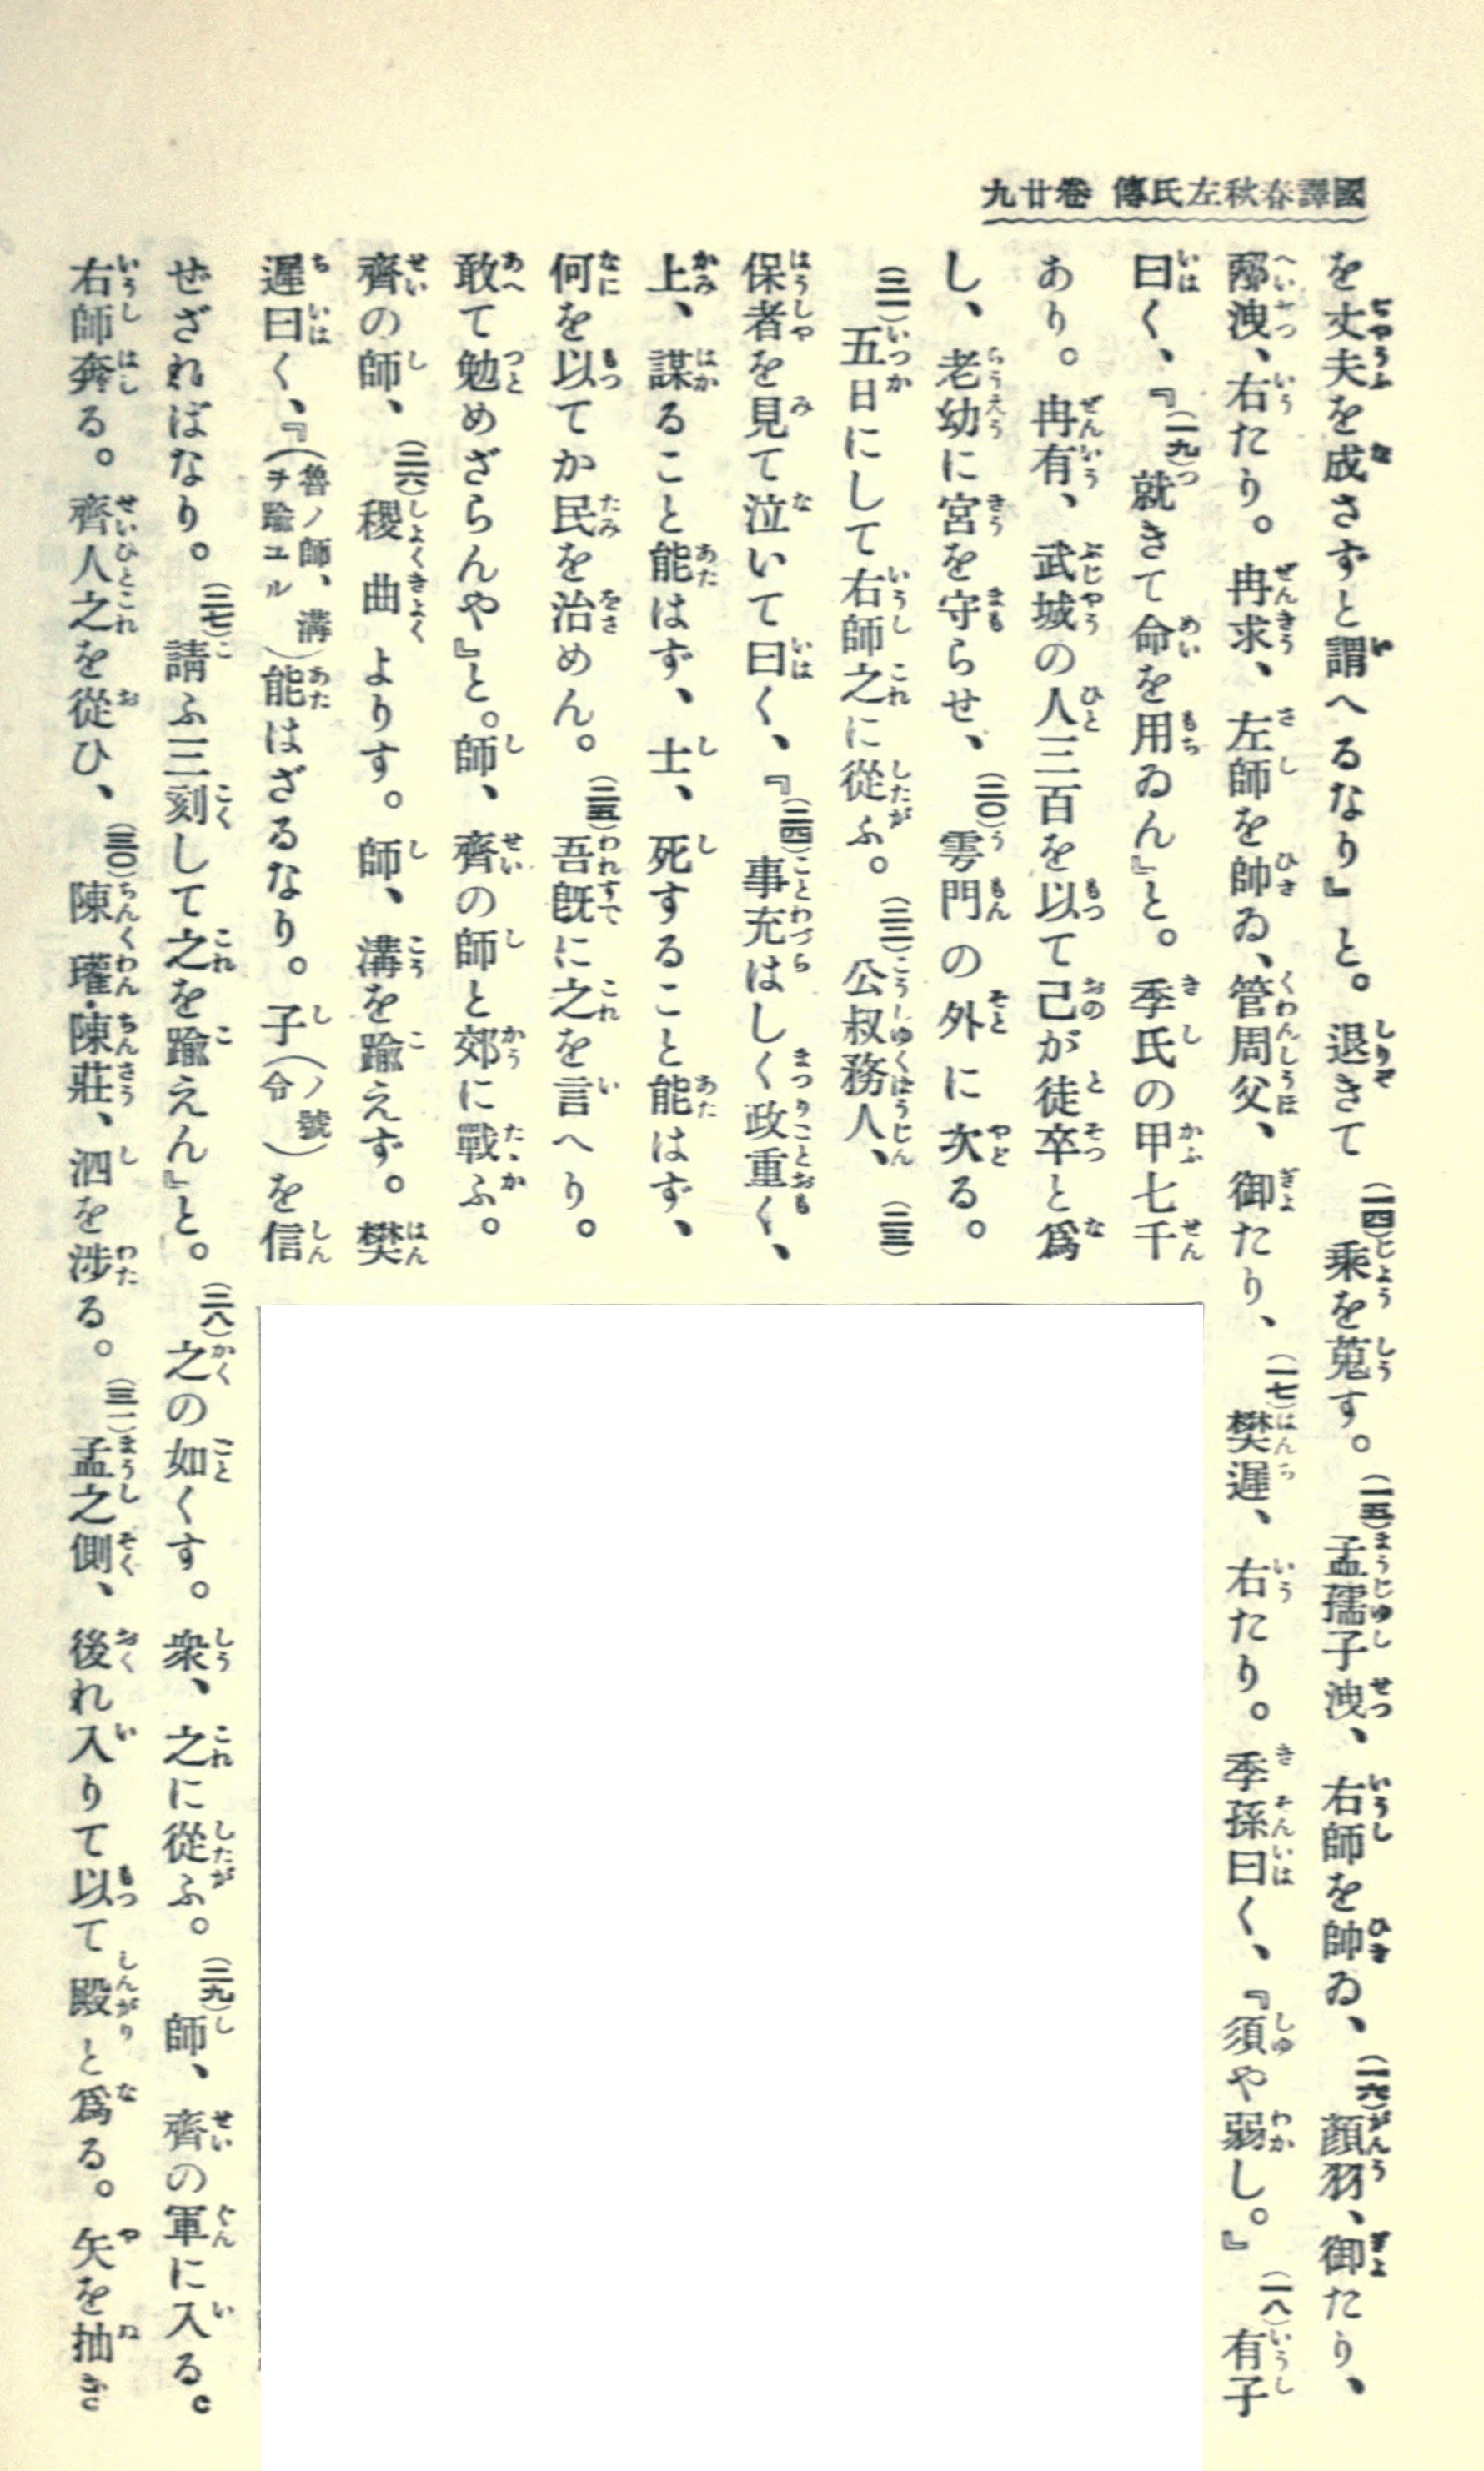 國譯春秋左氏傳 卷廿九
を丈夫を成さずと謂へるなり』と。退きて(一四)乘を蒐す。(一五)孟孺子洩、右師を帥ゐ、(一六)顏羽、御たり、
邴洩、右たり。冉求、左師を帥ゐ、管周父、御たり、(一七)樊遲、右たり。季孫曰く、『須や弱し。』(一八)有子
曰く、『(一九)就きて命を用ゐん』と。季氏の甲七千
あり。冉有、武城の人三百を以て己が徒卒と爲
し、老幼に宮を守らせ、(二〇)雩門の外に次る。
(二一)五日にして右師之に從ふ。(二二)公叔務人、(二三)
保者を見て泣いて曰く、『(二四)事充はしく政重く、
上、謀ること能はず、士、死すること能はず、
何を以てか民を治めん。(二五)吾既に之を言へり。
敢て勉めざらんや』と。師、齊の師と郊に戰ふ。
齊の師、(二六)稷曲よりす。師、溝を踰えず。樊
遲曰く、『(魯ノ師、溝ヲ踰ユル)能はざるなり。子(ノ號令)を信
せざればなり。(二七)請ふ三刻して之を踰えん』と。(二八)之の如くす。衆、之に從ふ。(二九)師、齊の軍に入る。
右師奔る。齊人之を從ひ、(三〇)陳瓘・陳莊、泗を涉る。(三一)孟之側、後れ入りて以て殿と爲る。矢を抽き